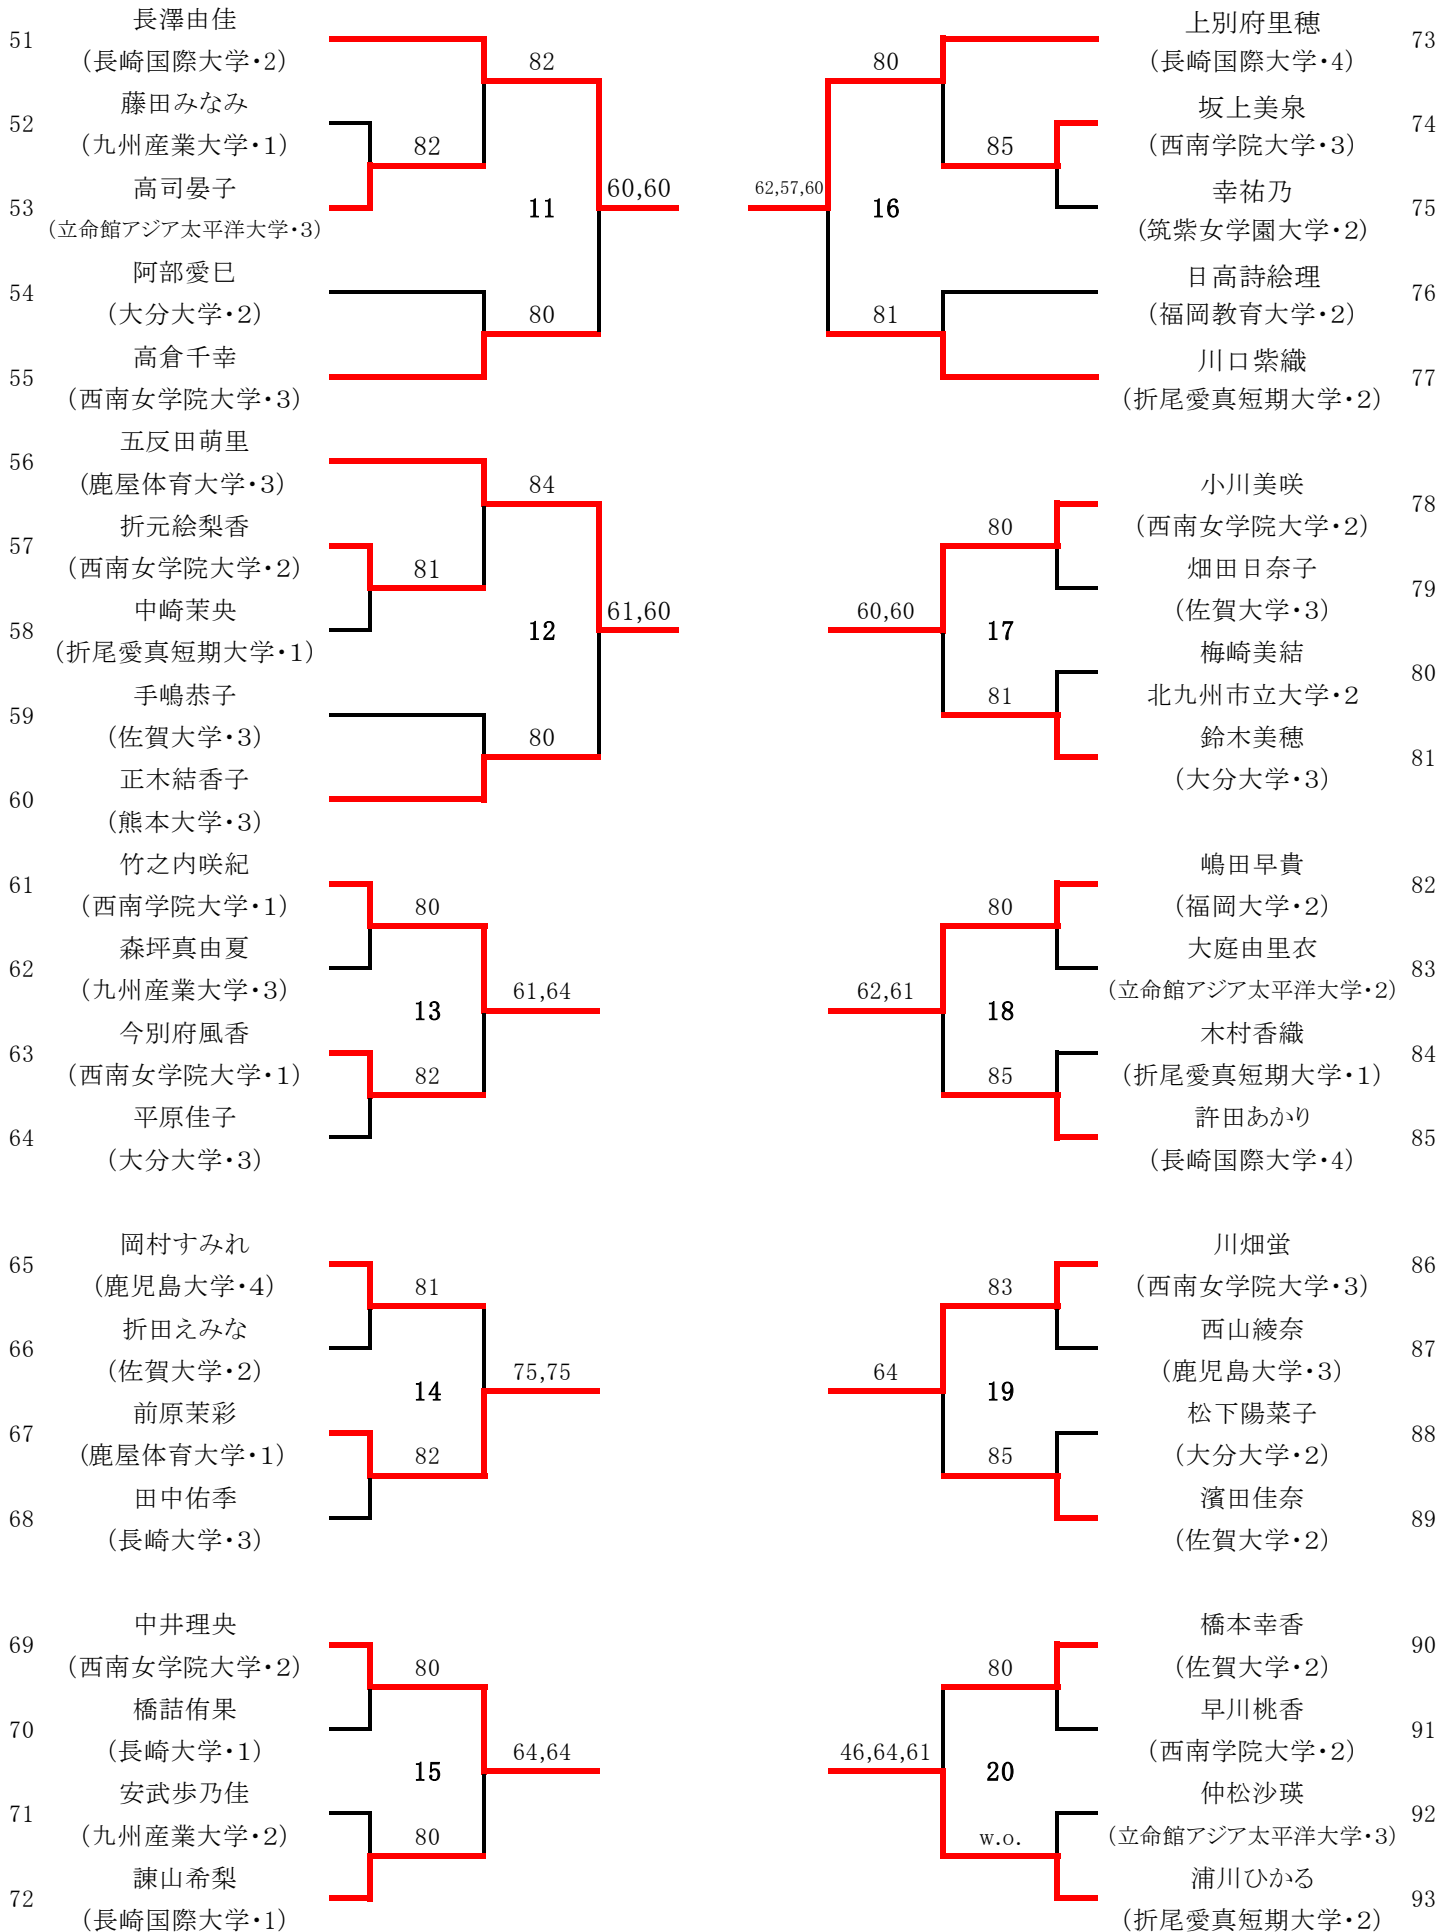 長澤由佳
51
(長崎国際大学・2)
82
藤田みなみ
52
(九州産業大学・1)
82
高司晏子
53
(立命館アジア太平洋大学・3)
11
60,60
阿部愛巳
54
(大分大学・2)
80
高倉千幸
55
(西南女学院大学・3)
五反田萌里
56
(鹿屋体育大学・3)
84
折元絵梨香
57
(西南女学院大学・2)
81
中崎茉央
58
(折尾愛真短期大学・1)
12
61,60
手嶋恭子
59
(佐賀大学・3)
80
正木結香子
60
(熊本大学・3)
竹之内咲紀
61
(西南学院大学・1)
80
森坪真由夏
62
(九州産業大学・3)
13
61,64
今別府風香
63
(西南女学院大学・1)
82
平原佳子
64
(大分大学・3)
岡村すみれ
65
(鹿児島大学・4)
81
折田えみな
66
(佐賀大学・2)
14
75,75
前原茉彩
67
(鹿屋体育大学・1)
82
田中佑季
68
(長崎大学・3)
中井理央
69
(西南女学院大学・2)
80
橋詰侑果
70
(長崎大学・1)
15
64,64
安武歩乃佳
71
(九州産業大学・2)
80
諌山希梨
72
(長崎国際大学・1)
上別府里穂
73
(長崎国際大学・4)
80
坂上美泉
74
(西南学院大学・3)
85
幸祐乃
75
(筑紫女学園大学・2)
62,57,60
16
日高詩絵理
76
(福岡教育大学・2)
81
川口紫織
77
(折尾愛真短期大学・2)
小川美咲
78
(西南女学院大学・2)
80
畑田日奈子
79
(佐賀大学・3)
60,60
17
梅崎美結
80
北九州市立大学・2
81
鈴木美穂
81
(大分大学・3)
嶋田早貴
82
(福岡大学・2)
80
大庭由里衣
83
(立命館アジア太平洋大学・2)
62,61
18
木村香織
84
(折尾愛真短期大学・1)
85
許田あかり
85
(長崎国際大学・4)
川畑蛍
86
(西南女学院大学・3)
83
西山綾奈
87
(鹿児島大学・3)
64
19
松下陽菜子
88
(大分大学・2)
85
濱田佳奈
89
(佐賀大学・2)
橋本幸香
90
(佐賀大学・2)
80
早川桃香
91
(西南学院大学・2)
46,64,61
20
仲松沙瑛
92
(立命館アジア太平洋大学・3)
w.o.
浦川ひかる
93
(折尾愛真短期大学・2)